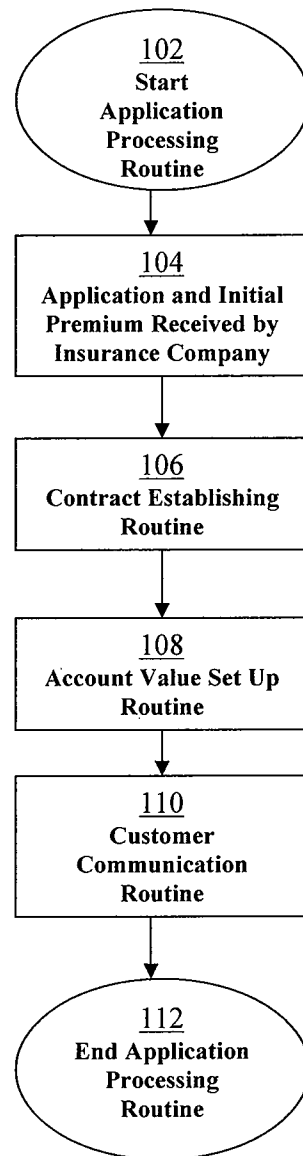 102
Start
Application
Processing
Routine
104
Application and Initial
Premium Received by
Insurance Company
106
Contract Establishing
Routine
108
Account Value Set Up
Routine
110
Customer
Communication
Routine
112
End Application
Processing
Routine